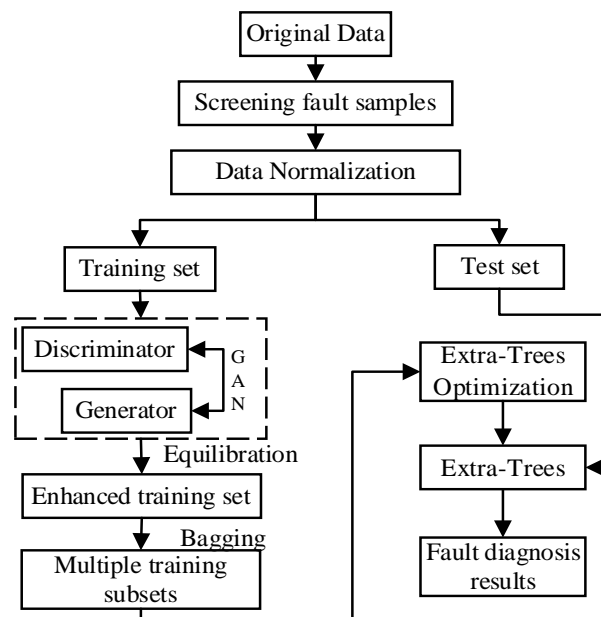 Original Data
Screening fault samples
Data Normalization
Training set
Test set
Discriminator
Generator
GAN
Equilibration
Enhanced training set
Bagging
Multiple training
subsets
Extra-Trees
Optimization
Extra-Trees
Fault diagnosis
results